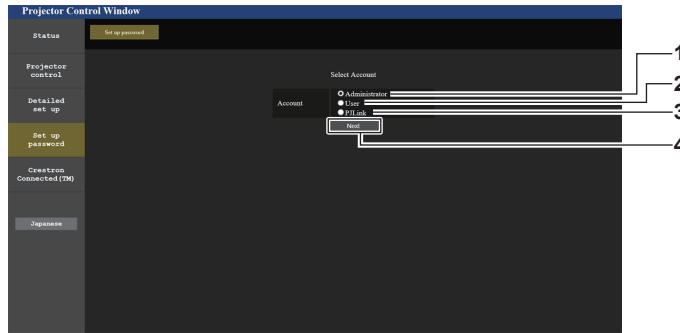 Projector Control Window
Status
Set up password
Projector
control
Detailed
set up
Set up
password
Crestron
Connected(TM)
Japanese
Select Account
Account
Administrator
User
PJLink
Next
1
2
3
4